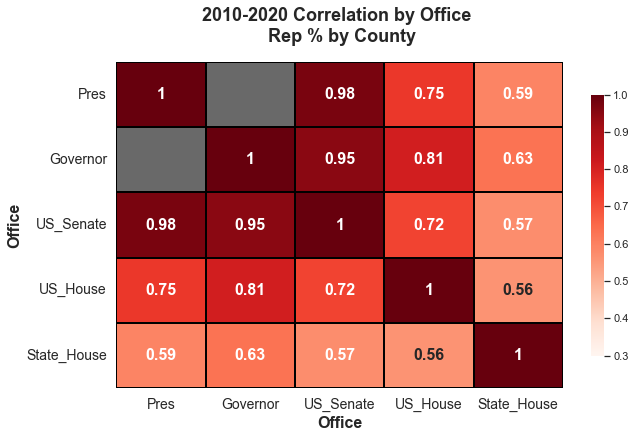 2010-2020 Correlation by Office
Rep % by County
Pres 1 0.98 0.75 0.59
Governor 1 0.95 0.81 0.63
US_Senate 0.98 0.95 1 0.72 0.57
US_House 0.75 0.81 0.72 1 0.56
State_House 0.59 0.63 0.57 0.56 1
Pres Governor US_Senate US_House State_House
Office
Office
1.0
0.9
0.8
0.7
0.6
0.5
0.4
0.3